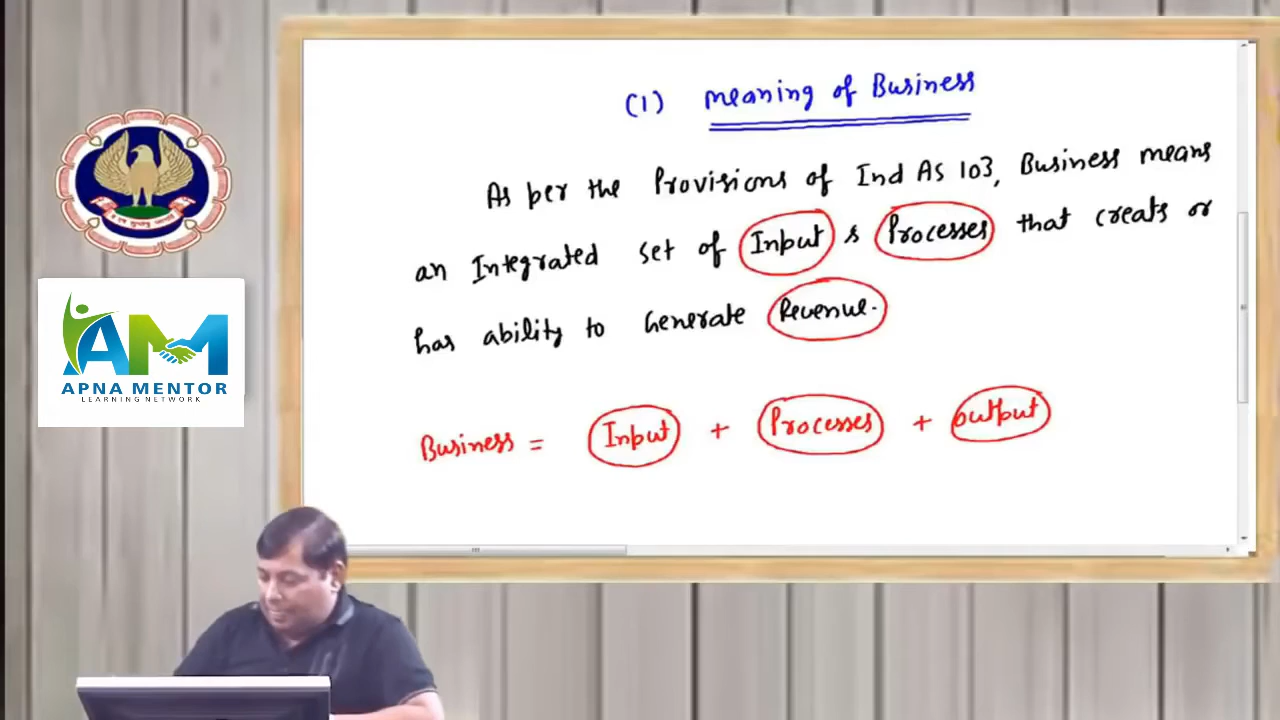 (1) Meaning of Business
As per the Provisions of Ind AS 103, Business means
an Integrated set of Input & Processes that creats or
has ability to Generate Revenue.
Business = Input + Processes + output
AM
APNA MENTOR
LEARNING NETWORK